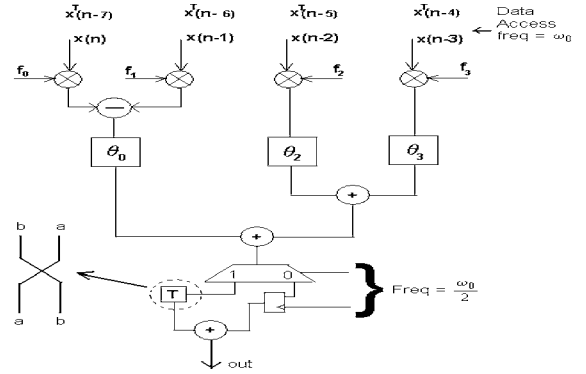 x^T(n-7) x^T(n-6) x^T(n-5) x^T(n-4) Data
x(n) x(n-1) x(n-2) x(n-3) Access
freq = ω₀
f₀ f₁ f₂ f₃
−
θ₀ θ₂ θ₃
+
+
b a
1 0
T
Freq = ω₀/2
a b
+
out